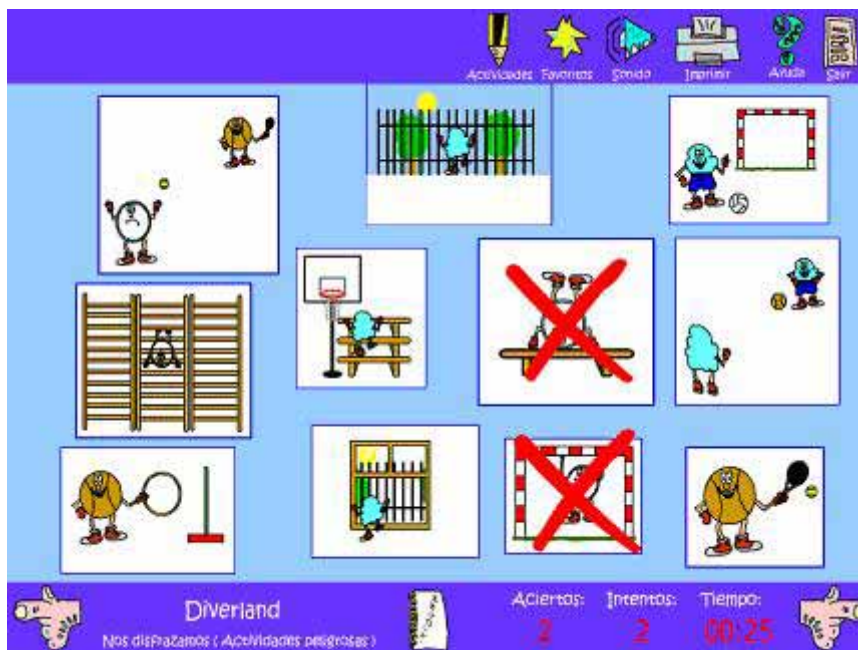 Actividades Favoritos Sonido Imprimir Ayuda Salir
Diverland
Nos disfrazamos ( Actividades peligrosas )
Aciertos: Intentos: Tiempo:
2 2 00:25